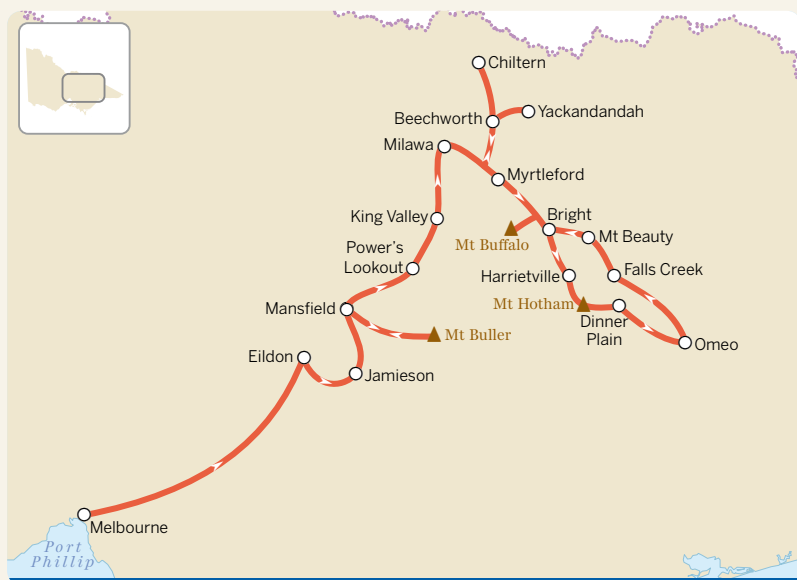 Chiltern
Yackandandah
Beechworth
Milawa
Myrtleford
King Valley
Bright
Mt Buffalo
Mt Beauty
Power's
Lookout
Harrietville
Falls Creek
Mansfield
Mt Hotham
Dinner
Plain
Mt Buller
Omeo
Eildon
Jamieson
Melbourne
Port
Phillip